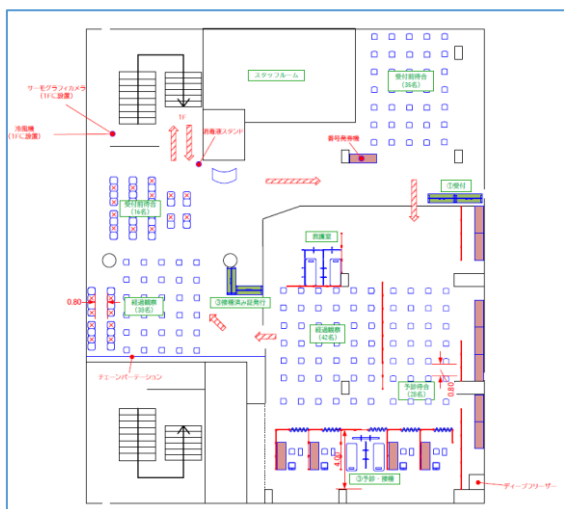 スタッフルーム
受付前待合
(35名)
サーモグラフィカメラ
(1Fに設置)
冷風機
(1Fに設置)
1F
消毒液スタンド
番号発券機
①受付
受付前待合
(16名)
救護室
0.80
経過観察
(39名)
③接種済み証発行
経過観察
(42名)
予診待合
(28名)
0.80
チェーンパーテーション
4.00
②予診・接種
ディープフリーザー